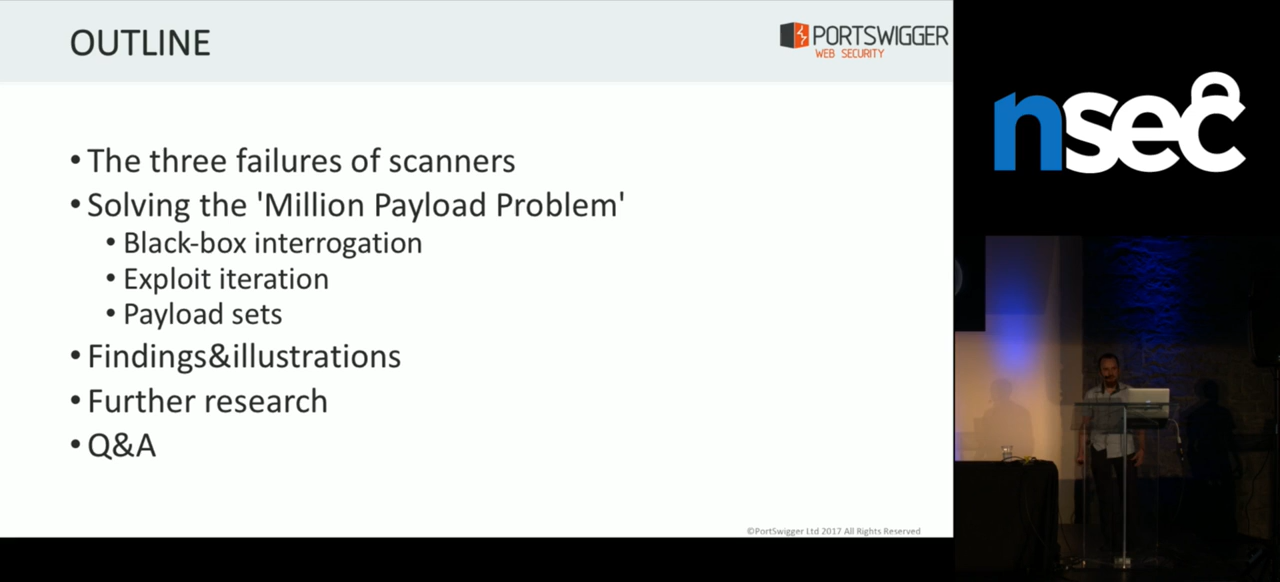 OUTLINE
PORTSWIGGER
WEB SECURITY
nsec
• The three failures of scanners
• Solving the 'Million Payload Problem'
• Black-box interrogation
• Exploit iteration
• Payload sets
• Findings&illustrations
• Further research
• Q&A
©PortSwigger Ltd 2017 All Rights Reserved